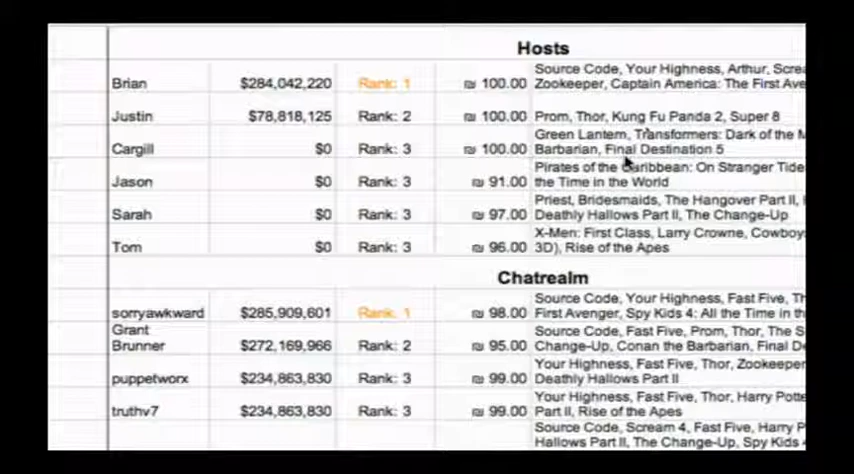 Hosts
Source Code, Your Highness, Arthur, Screa
Brian $284,042,220 Rank: 1 ₪ 100.00 Zookeeper, Captain America: The First Ave
Justin $78,818,125 Rank: 2 ₪ 100.00 Prom, Thor, Kung Fu Panda 2, Super 8
Green Lantern, Transformers: Dark of the M
Cargill $0 Rank: 3 ₪ 100.00 Barbarian, Final Destination 5
Pirates of the Caribbean: On Stranger Tide
Jason $0 Rank: 3 ₪ 91.00 the Time in the World
Priest, Bridesmaids, The Hangover Part II,
Sarah $0 Rank: 3 ₪ 97.00 Deathly Hallows Part II, The Change-Up
X-Men: First Class, Larry Crowne, Cowboy
Tom $0 Rank: 3 ₪ 96.00 3D), Rise of the Apes
Chatrealm
Source Code, Your Highness, Fast Five, Th
sorryawkward $285,909,601 Rank: 1 ₪ 98.00 First Avenger, Spy Kids 4: All the Time in th
Grant Source Code, Fast Five, Prom, Thor, The S
Brunner $272,169,966 Rank: 2 ₪ 95.00 Change-Up, Conan the Barbarian, Final De
Your Highness, Fast Five, Thor, Zookeeper
puppetworx $234,863,830 Rank: 3 ₪ 99.00 Deathly Hallows Part II
Your Highness, Fast Five, Thor, Harry Potte
truthv7 $234,863,830 Rank: 3 ₪ 99.00 Part II, Rise of the Apes
Source Code, Scream 4, Fast Five, Harry P
Hallows Part II, The Change-Up, Spy Kids